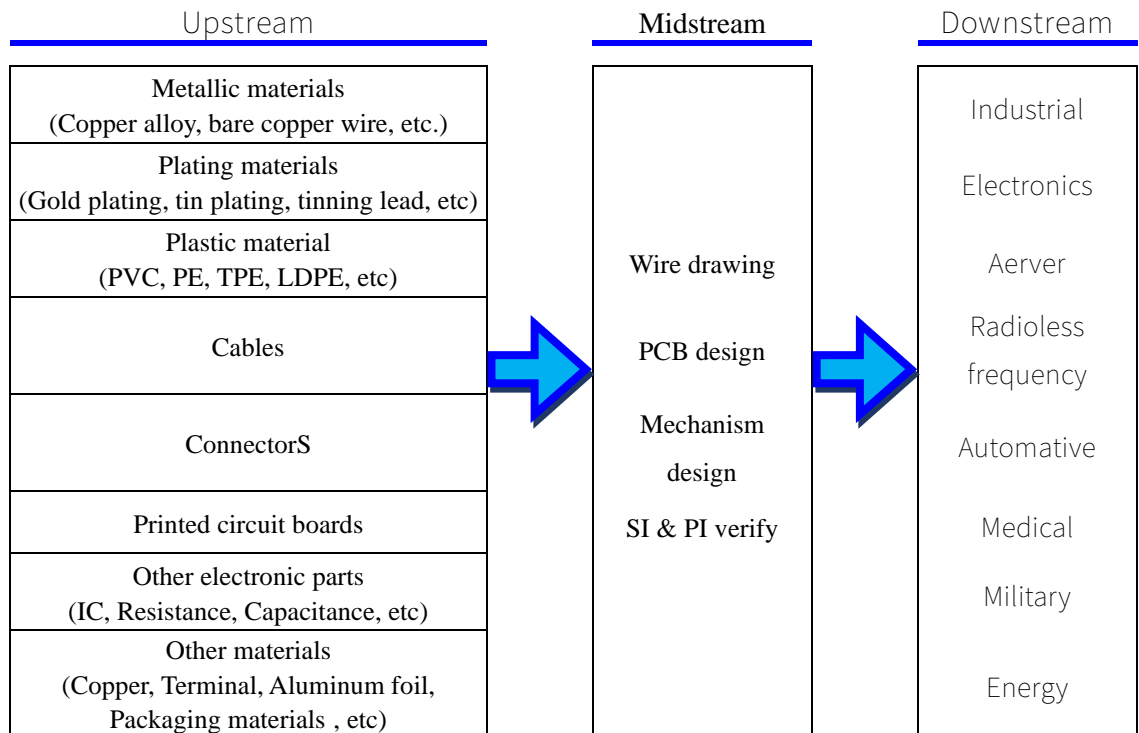 Upstream
Metallic materials
(Copper alloy, bare copper wire, etc.)
Plating materials
(Gold plating, tin plating, tinning lead, etc)
Plastic material
(PVC, PE, TPE, LDPE, etc)
Cables
ConnectorS
Printed circuit boards
Other electronic parts
(IC, Resistance, Capacitance, etc)
Other materials
(Copper, Terminal, Aluminum foil,
Packaging materials , etc)
Midstream
Wire drawing
PCB design
Mechanism
design
SI & PI verify
Downstream
Industrial
Electronics
Aerver
Radioless
frequency
Automative
Medical
Military
Energy